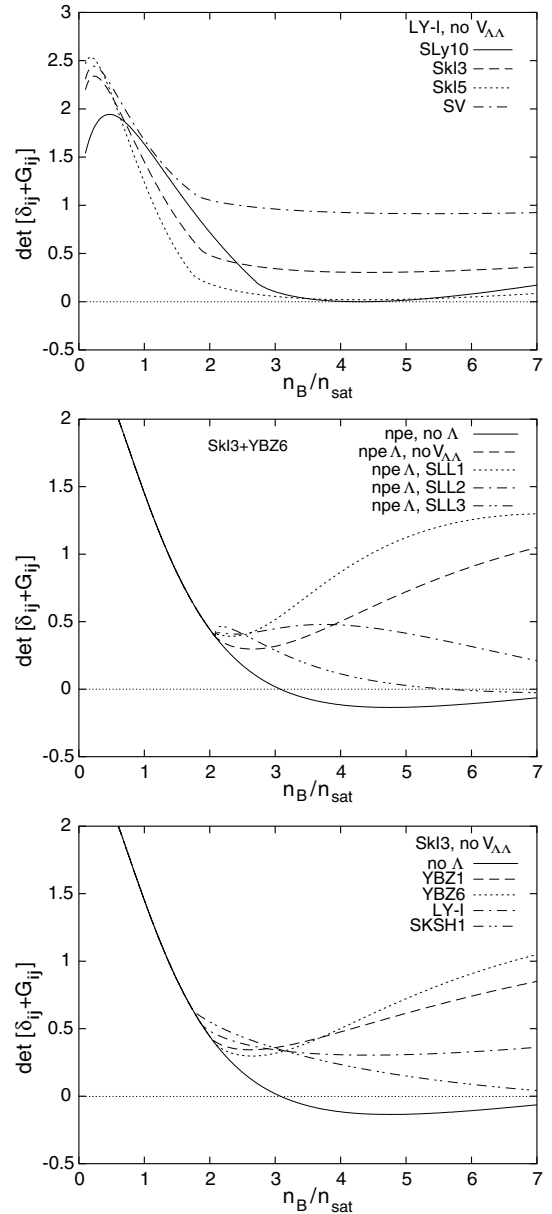 3
2.5
2
1.5
1
0.5
0
-0.5
det [δij+Gij]
LY-I, no VΛΛ
SLy10
SkI3
SkI5
SV
0 1 2 3 4 5 6 7
nB/nsat
2
1.5
1
0.5
0
-0.5
det [δij+Gij]
SkI3+YBZ6
npe, no Λ
npe Λ, no VΛΛ
npe Λ, SLL1
npe Λ, SLL2
npe Λ, SLL3
0 1 2 3 4 5 6 7
nB/nsat
2
1.5
1
0.5
0
-0.5
det [δij+Gij]
SkI3, no VΛΛ
no Λ
YBZ1
YBZ6
LY-I
SKSH1
0 1 2 3 4 5 6 7
nB/nsat